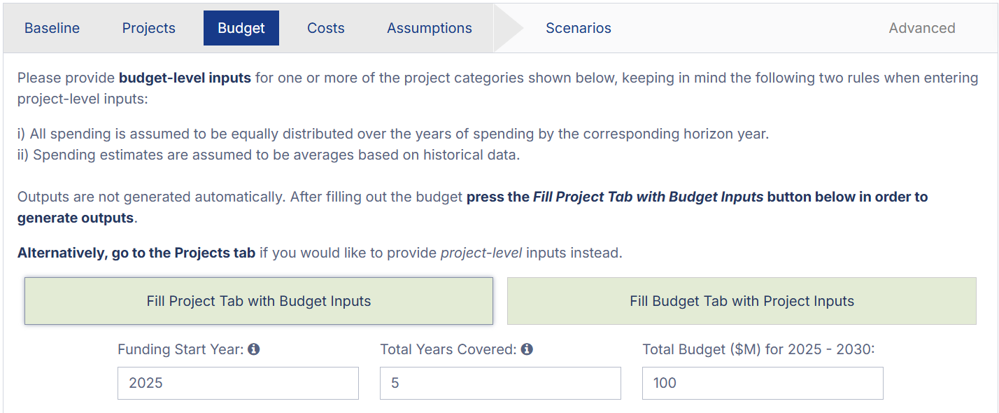 Baseline Projects Budget Costs Assumptions Scenarios Advanced
Please provide budget-level inputs for one or more of the project categories shown below, keeping in mind the following two rules when entering
project-level inputs:
i) All spending is assumed to be equally distributed over the years of spending by the corresponding horizon year.
ii) Spending estimates are assumed to be averages based on historical data.
Outputs are not generated automatically. After filling out the budget press the Fill Project Tab with Budget Inputs button below in order to
generate outputs.
Alternatively, go to the Projects tab if you would like to provide project-level inputs instead.
Fill Project Tab with Budget Inputs Fill Budget Tab with Project Inputs
Funding Start Year: Total Years Covered: Total Budget ($M) for 2025 - 2030:
2025 5 100